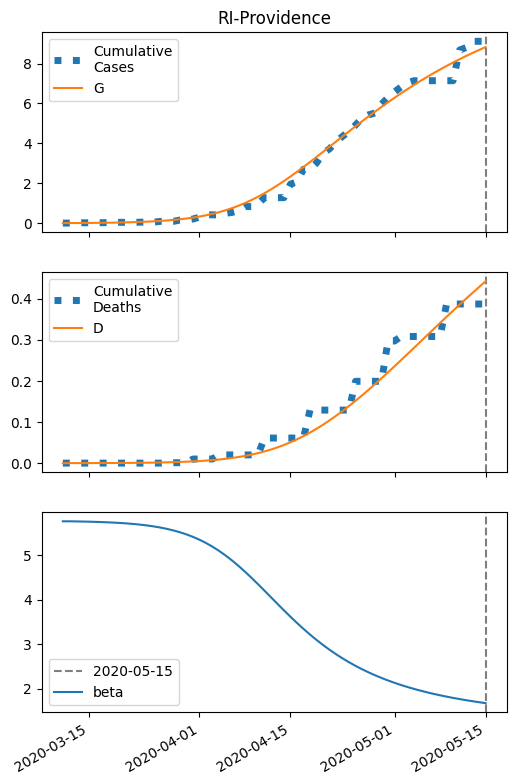 RI-Providence
Cumulative
Cases
G
8
6
4
2
0
Cumulative
Deaths
D
0.4
0.3
0.2
0.1
0.0
5
4
3
2
2020-05-15
beta
2020-03-15
2020-04-01
2020-04-15
2020-05-01
2020-05-15